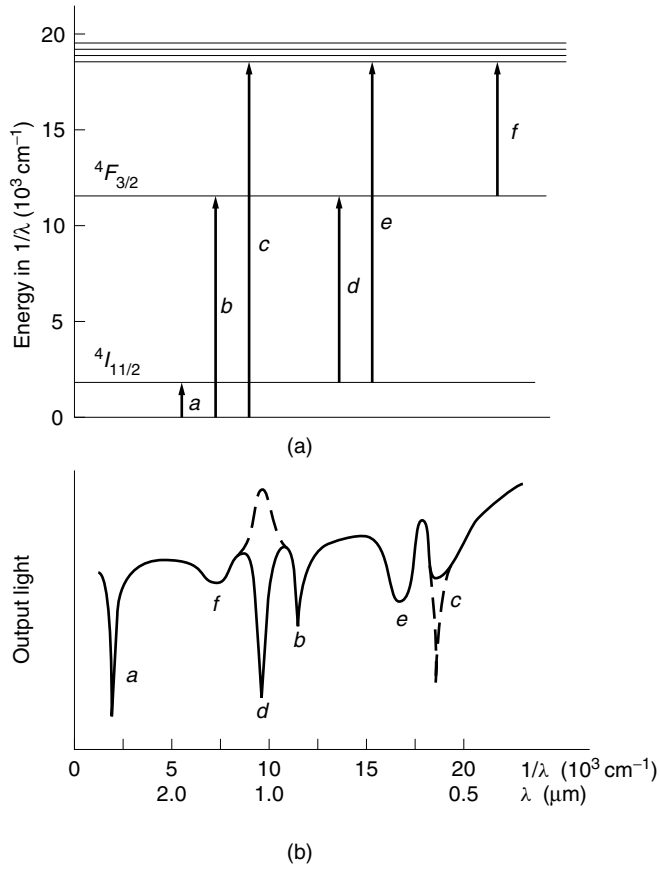 20
15
10
5
0
Energy in 1/λ (10³ cm⁻¹)
⁴F₃/₂
⁴I₁₁/₂
a
b
c
d
e
f
(a)
Output light
a
f
d
b
e
c
0 5 10 15 20 1/λ (10³ cm⁻¹)
2.0 1.0 0.5 λ (μm)
(b)